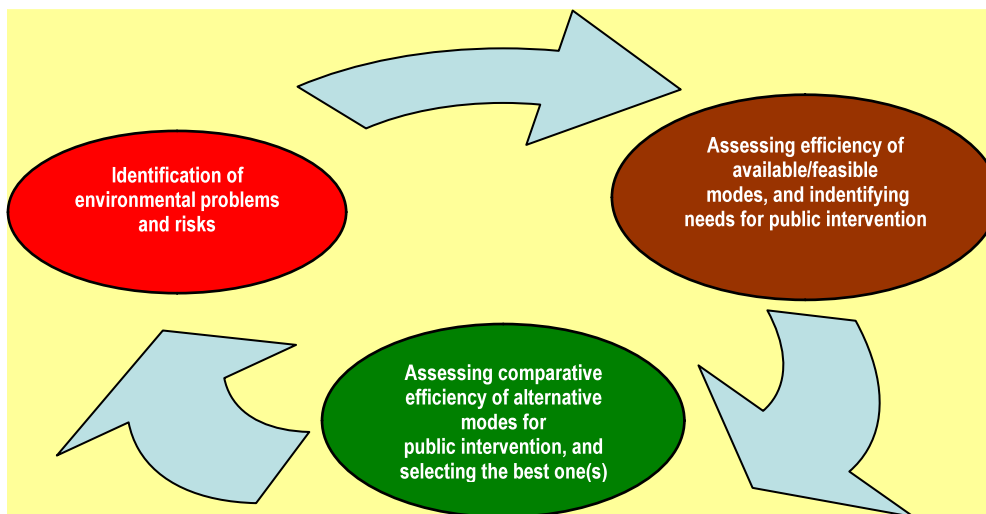 Identification of
environmental problems
and risks
Assessing efficiency of
available/feasible
modes, and indentifying
needs for public intervention
Assessing comparative
efficiency of alternative
modes for
public intervention, and
selecting the best one(s)